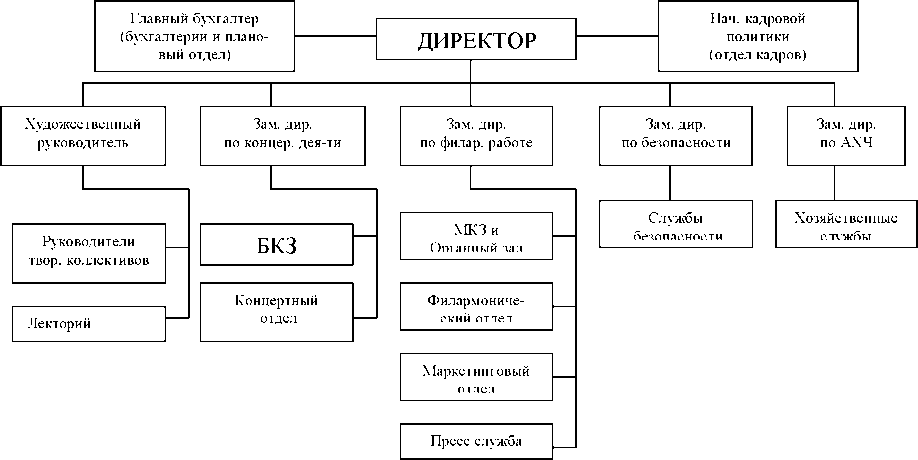 Главный бухгалтер
(бухгалтерии и плано-
вый отдел)
ДИРЕКТОР
Нач. кадровой
политики
(отдел кадров)
Художественный
руководитель
Зам. дир.
по концер. дея-ти
Зам. дир.
по филар. работе
Зам. дир.
по безопасности
Зам. дир.
по АХЧ
Руководители
твор. коллективов
Лекторий
БКЗ
Концертный
отдел
МКЗ и
Органный зал
Филармониче-
ский отдел
Маркетинговый
отдел
Пресс служба
Службы
безопасности
Хозяйственные
службы